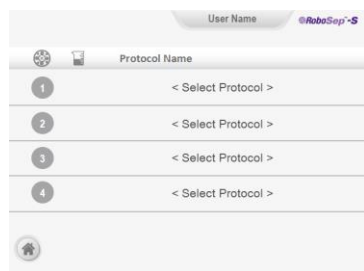 User Name
RoboSep-S
Protocol Name
1 < Select Protocol >
2 < Select Protocol >
3 < Select Protocol >
4 < Select Protocol >